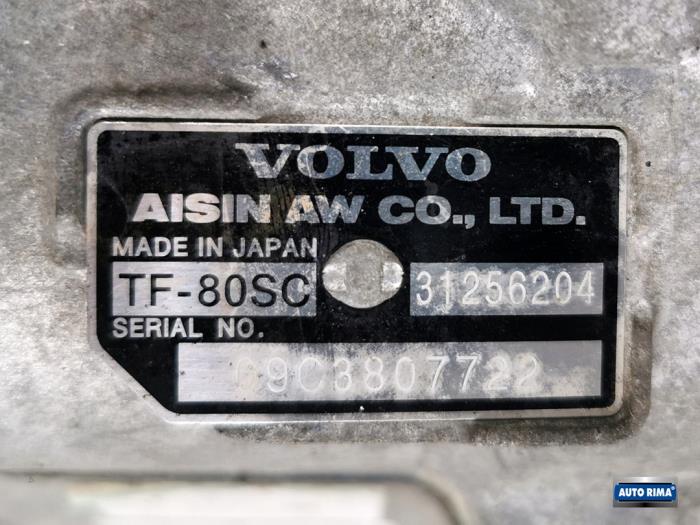 VOLVO
AISIN AW CO., LTD.
MADE IN JAPAN
TF-80SC 31256204
SERIAL NO.
09C3807722
AUTO RIMA